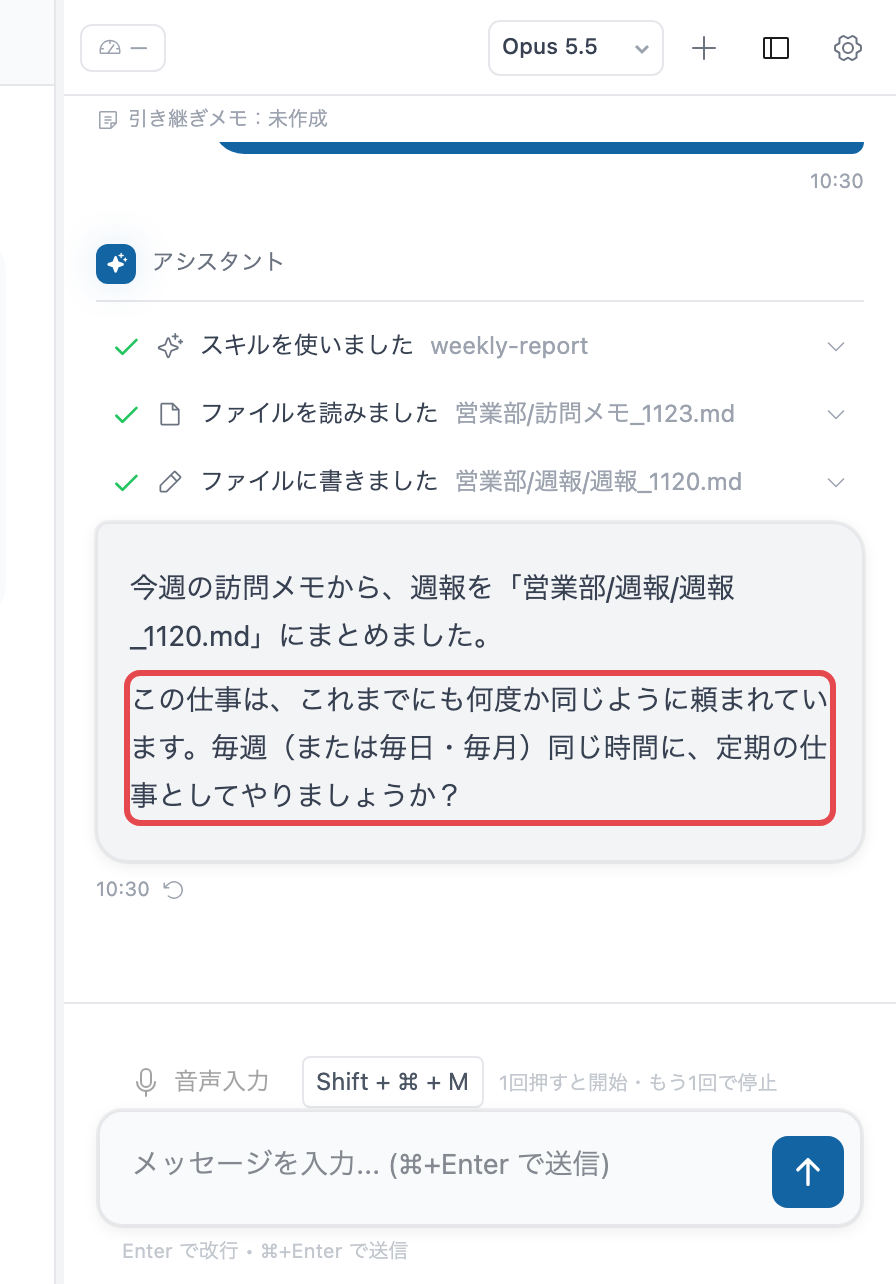 —
Opus 5.5
引き継ぎメモ：未作成
10:30
アシスタント
スキルを使いました weekly-report
ファイルを読みました 営業部/訪問メモ_1123.md
ファイルに書きました 営業部/週報/週報_1120.md
今週の訪問メモから、週報を「営業部/週報/週報
_1120.md」にまとめました。
この仕事は、これまでにも何度か同じように頼まれてい
ます。毎週（または毎日・毎月）同じ時間に、定期の仕
事としてやりましょうか？
10:30
音声入力 Shift + ⌘ + M 1回押すと開始・もう1回で停止
メッセージを入力... (⌘+Enter で送信)
Enter で改行・⌘+Enter で送信